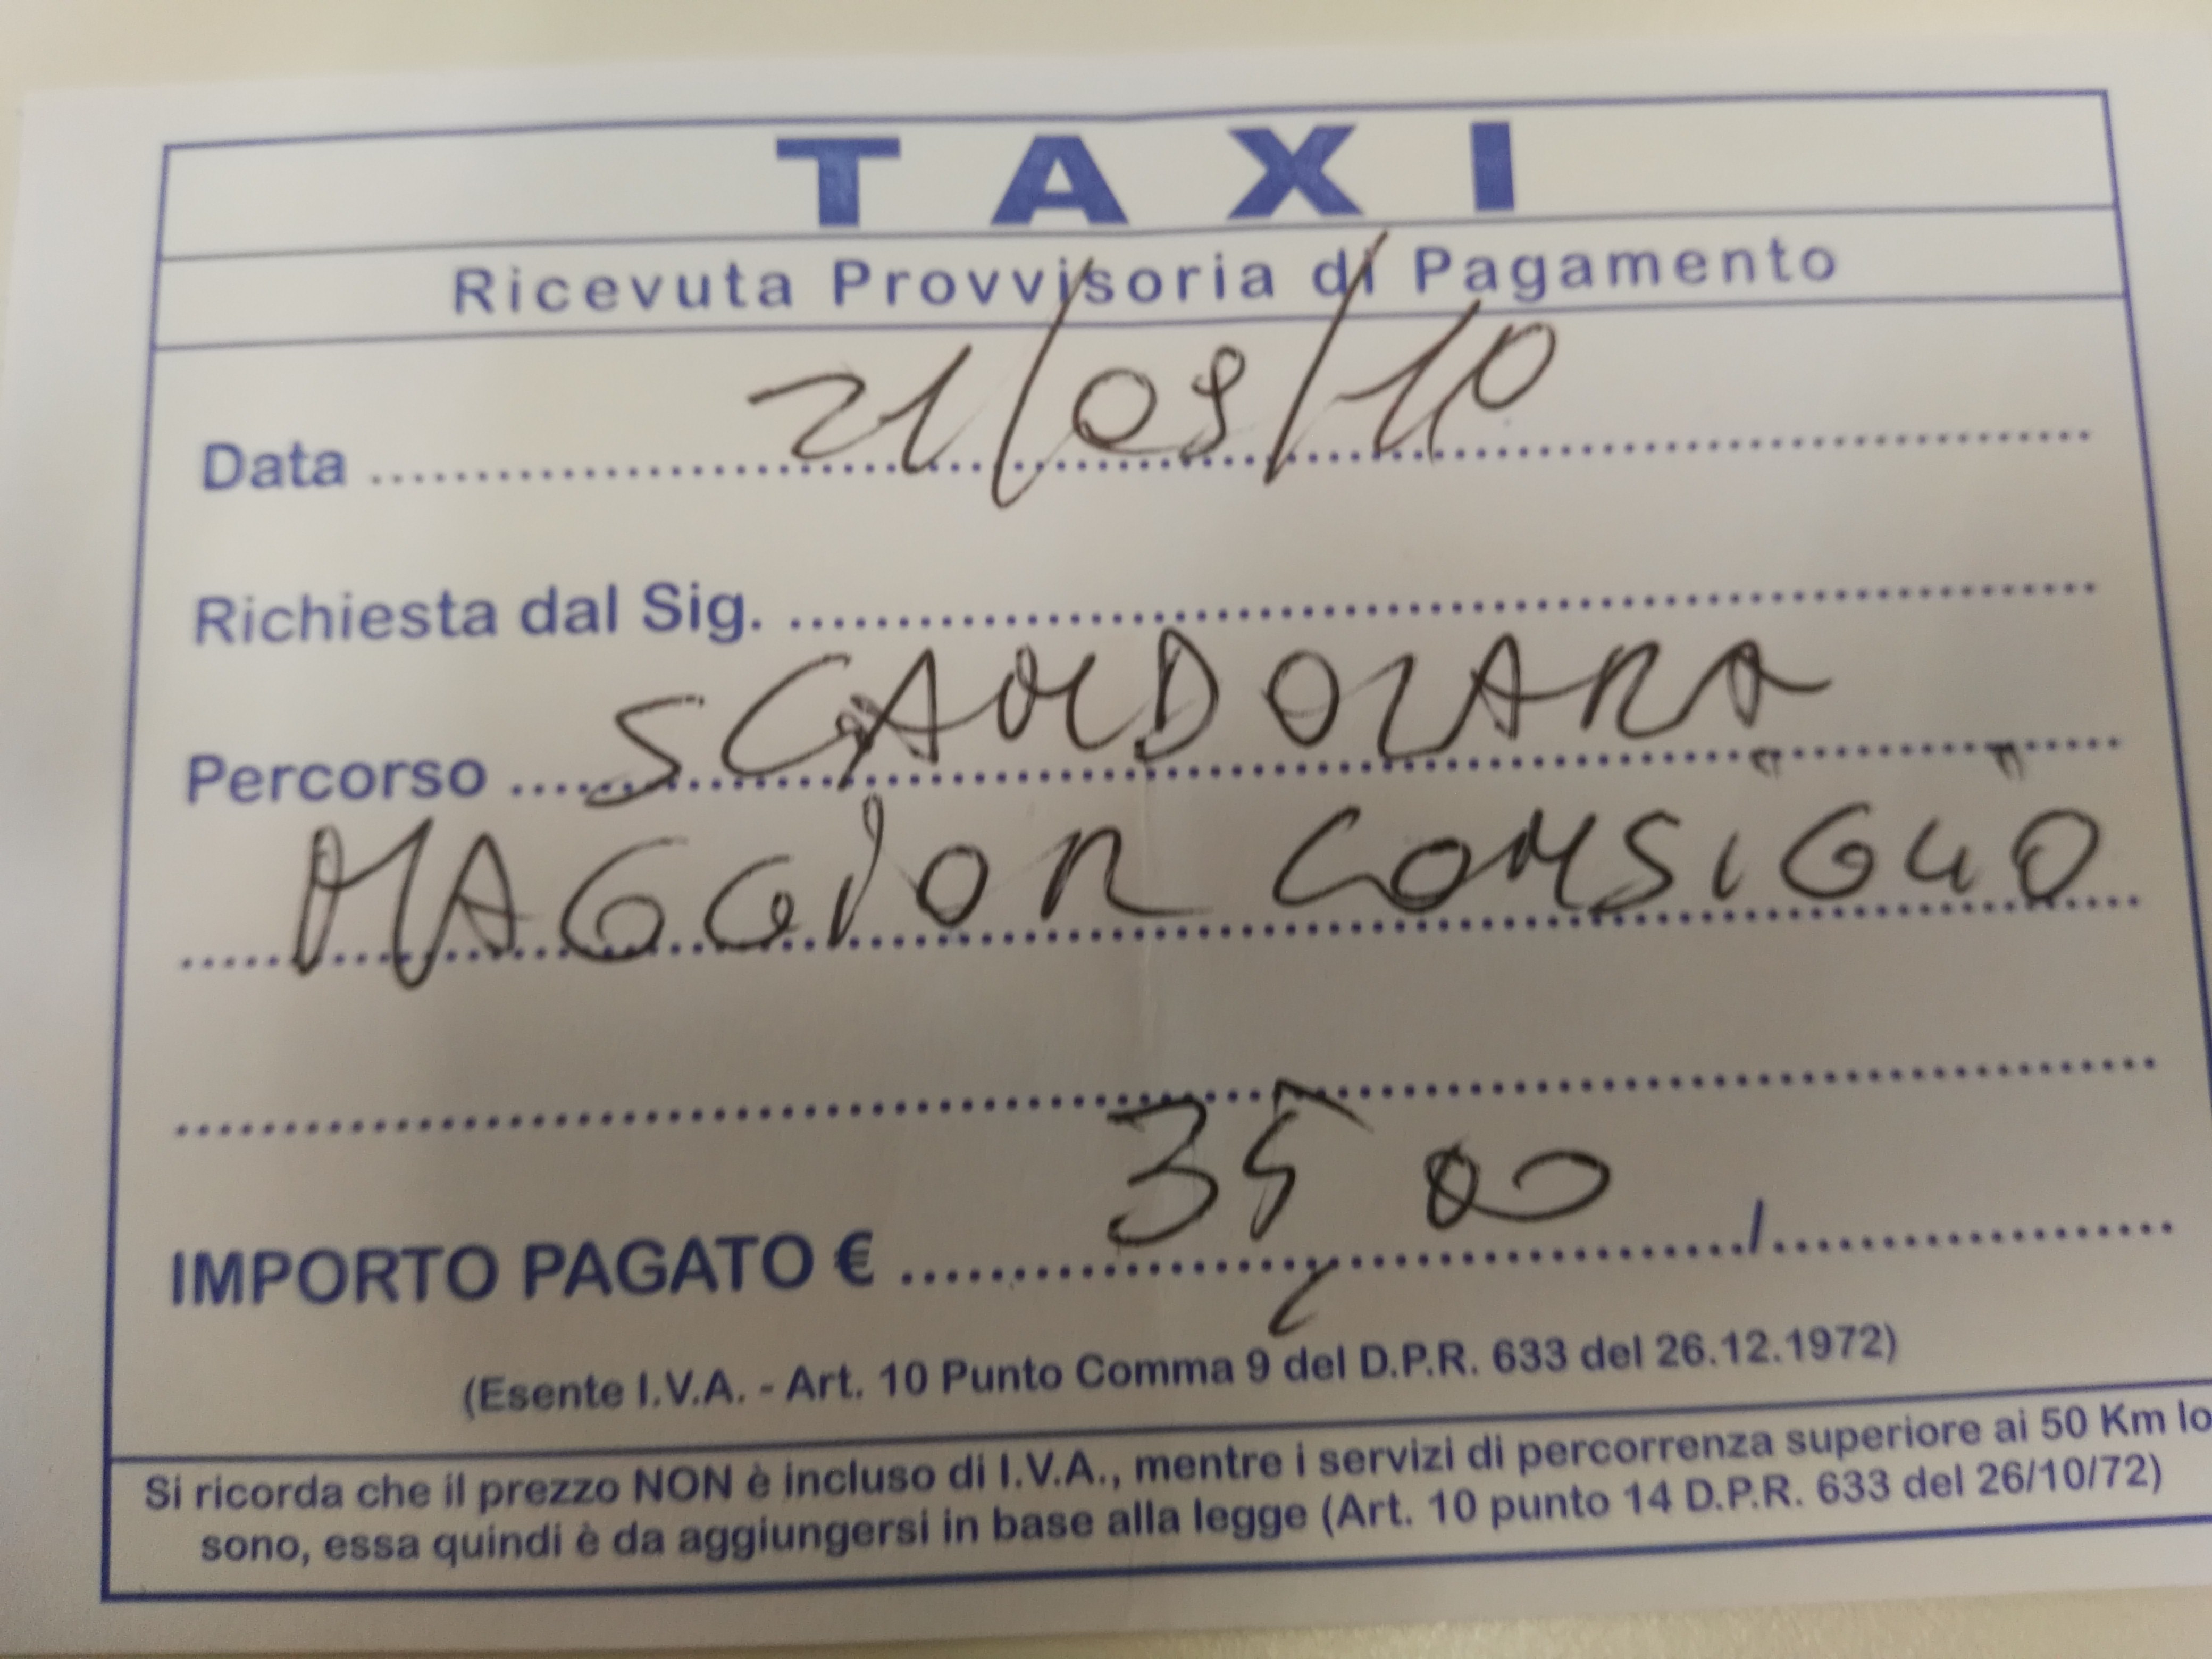 TAXI
Ricevuta Provvisoria di Pagamento
Data 21/09/10
Richiesta dal Sig.
Percorso SCANDOLARA
MAGGIOR CONSIGLIO
IMPORTO PAGATO € 35,00 /
(Esente I.V.A. - Art. 10 Punto Comma 9 del D.P.R. 633 del 26.12.1972)
Si ricorda che il prezzo NON è incluso di I.V.A., mentre i servizi di percorrenza superiore ai 50 Km lo
sono, essa quindi è da aggiungersi in base alla legge (Art. 10 punto 14 D.P.R. 633 del 26/10/72)